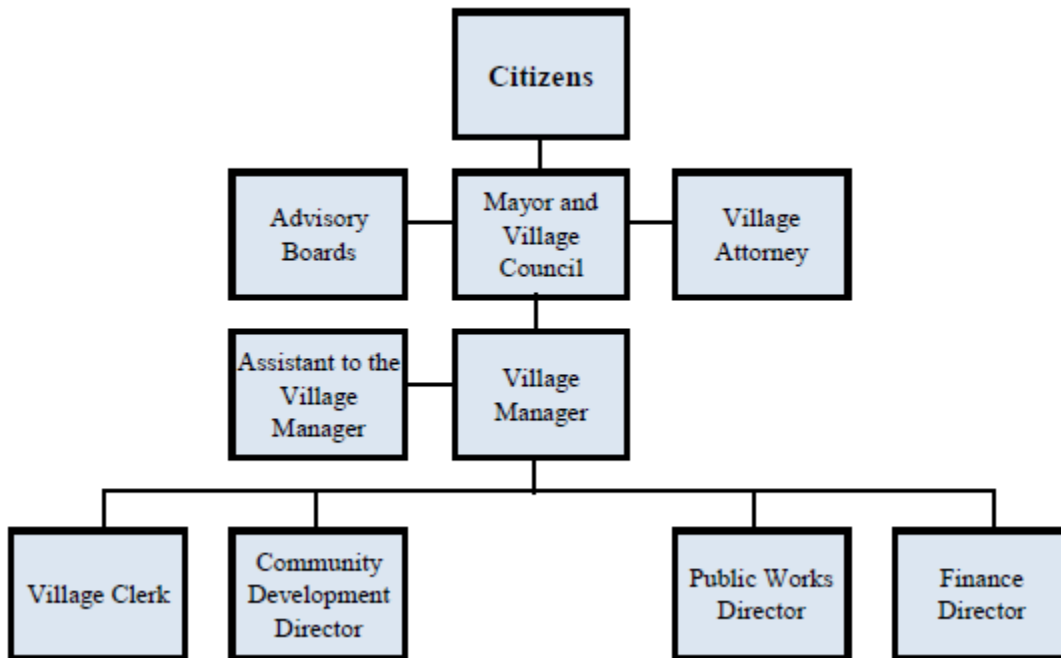 Citizens
Advisory
Boards
Mayor and
Village
Council
Village
Attorney
Assistant to the
Village
Manager
Village
Manager
Village Clerk
Community
Development
Director
Public Works
Director
Finance
Director